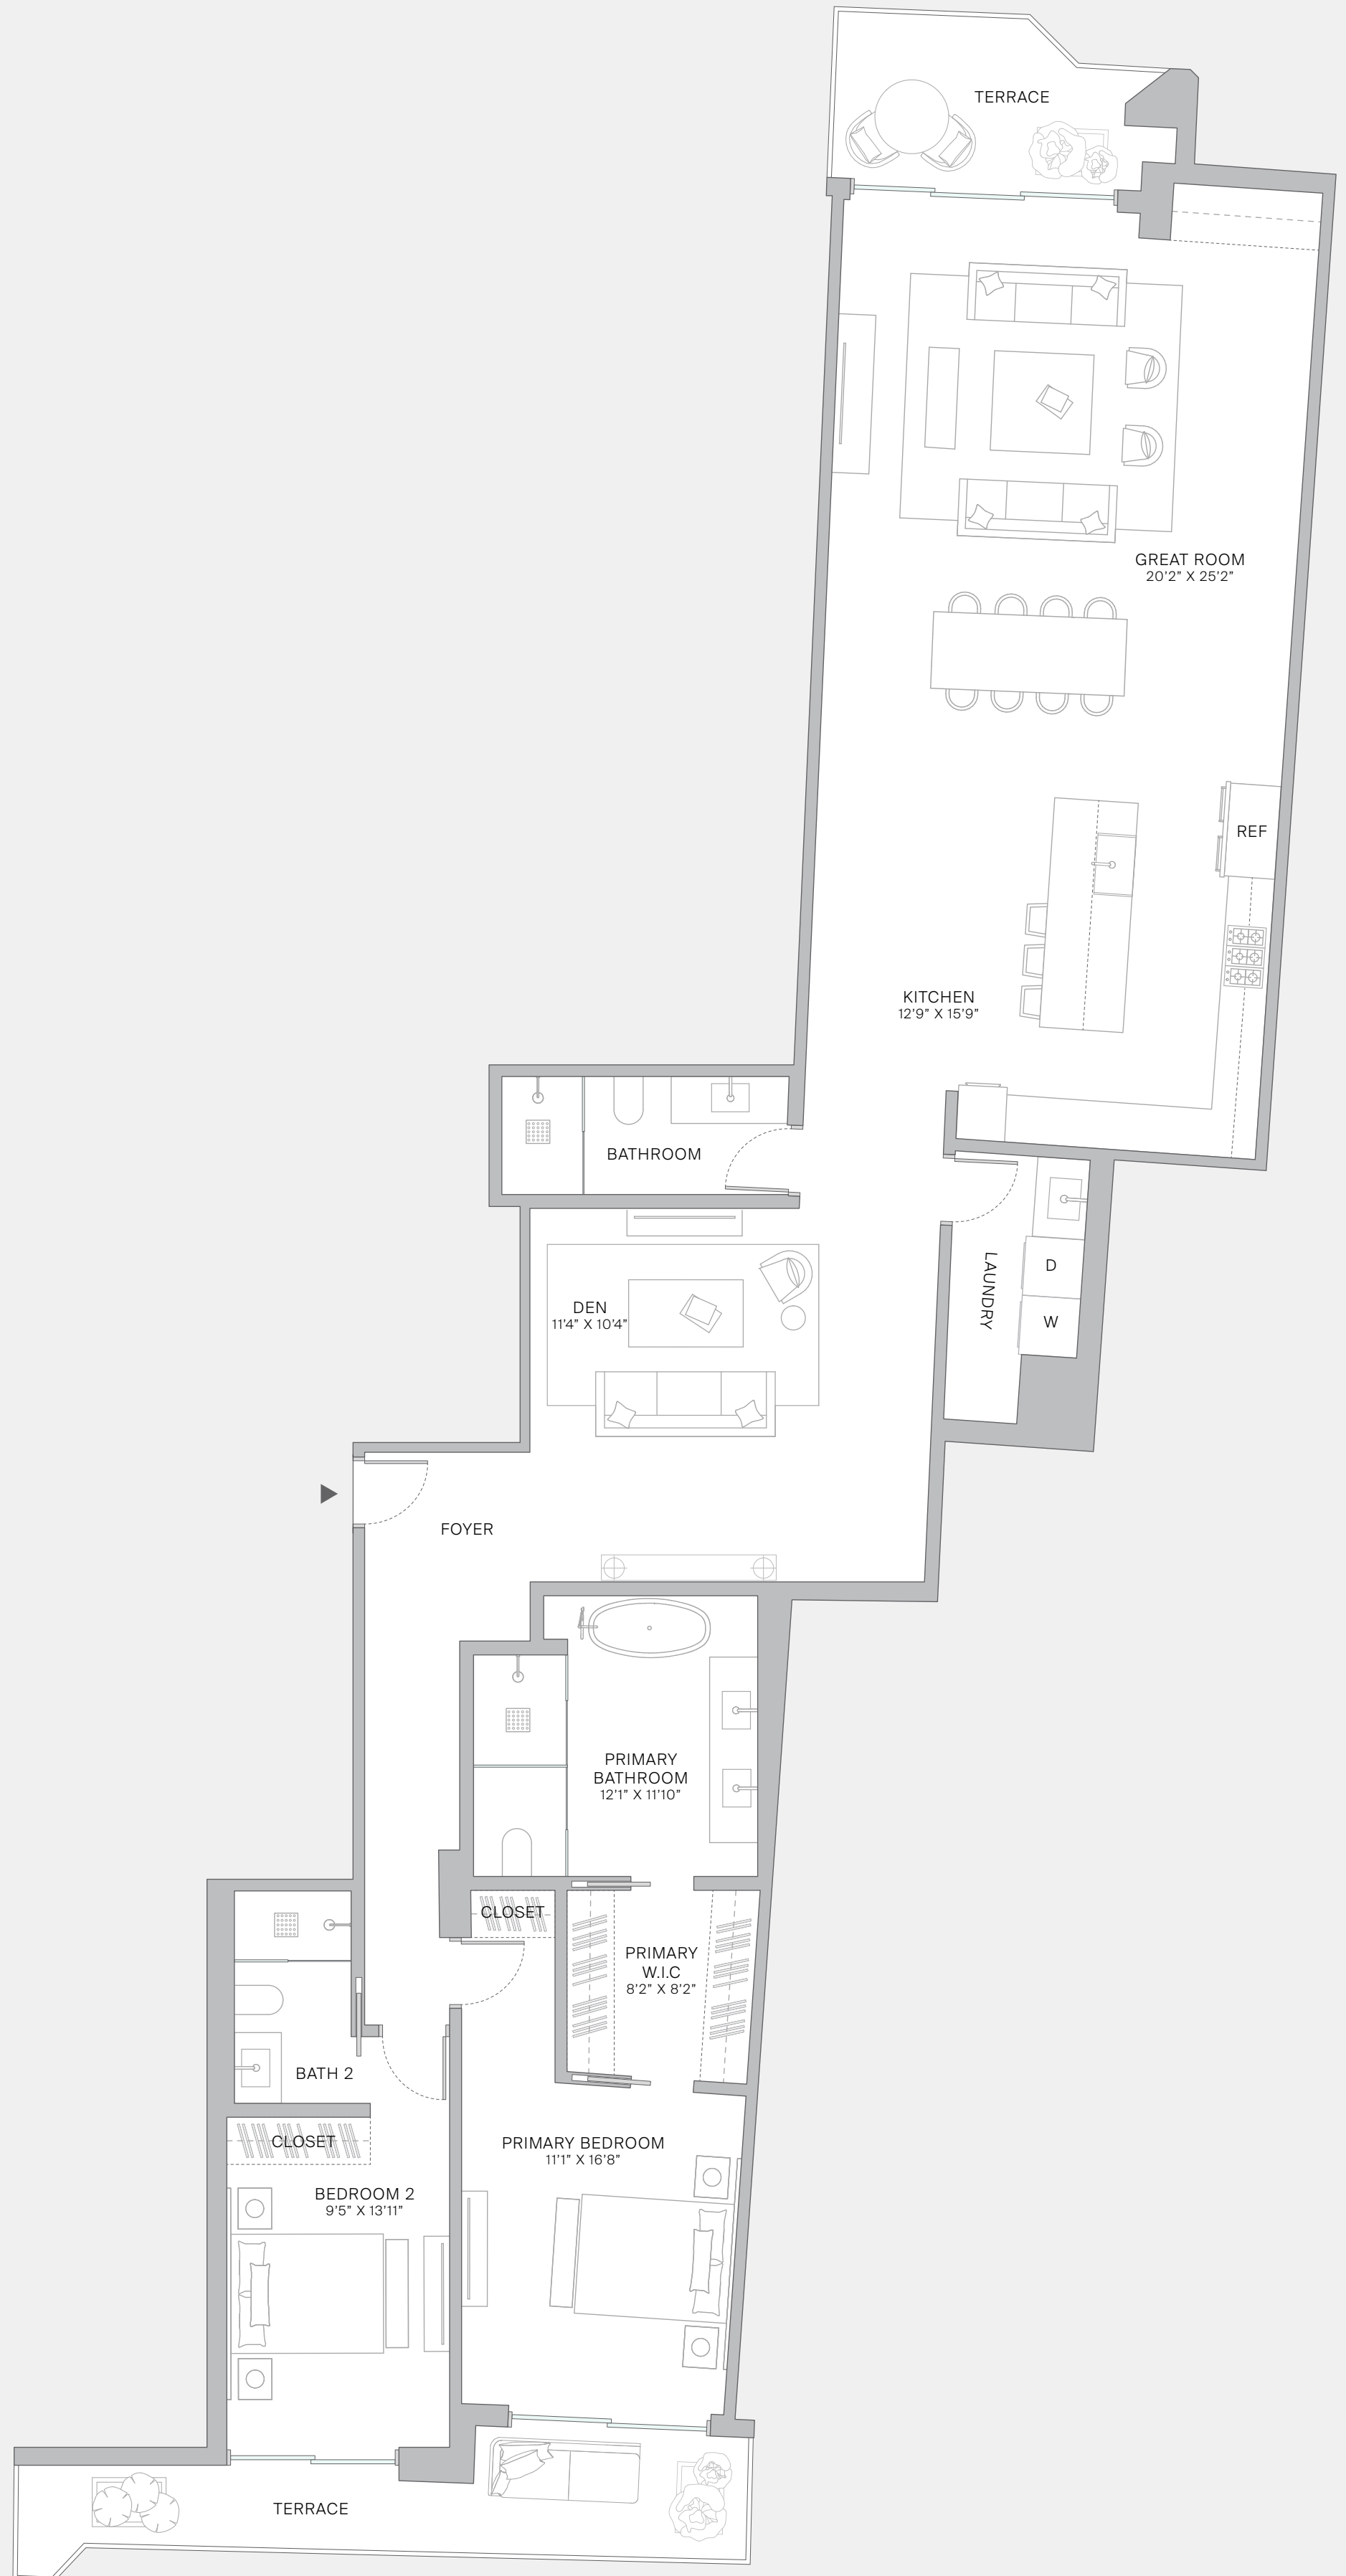 TERRACE
GREAT ROOM
20'2” X 25'2”
REF
KITCHEN
12'9” X 15'9”
BATHROOM
LAUNDRY
D
W
DEN
11'4” X 10'4”
FOYER
PRIMARY
BATHROOM
12'1” X 11'10”
CLOSET
PRIMARY
W.I.C
8'2” X 8'2”
BATH 2
CLOSET
PRIMARY BEDROOM
11'1” X 16'8”
BEDROOM 2
9'5” X 13'11”
TERRACE